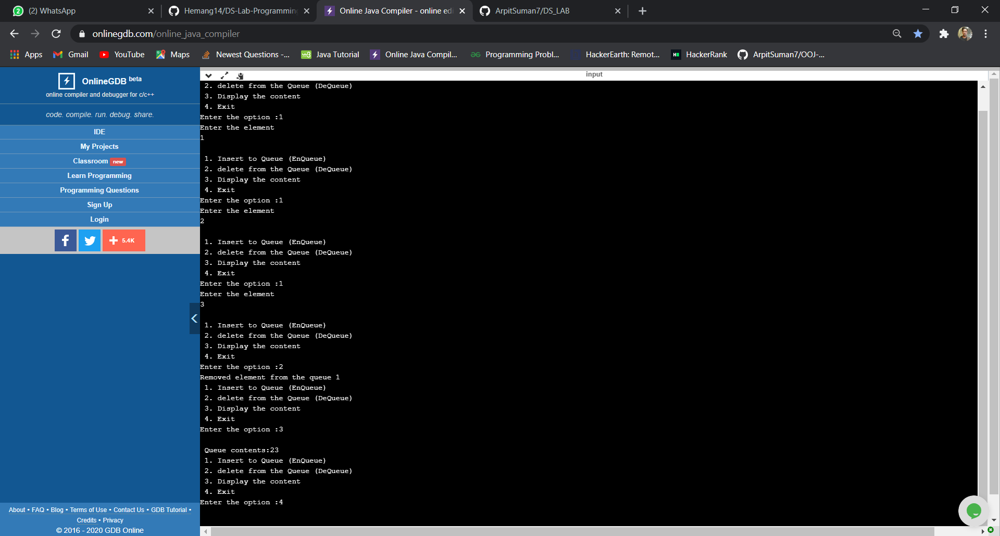 (2) WhatsApp
Hemang14/DS-Lab-Programming
Online Java Compiler - online edi
ArpitSuman7/DS_LAB
onlinegdb.com/online_java_compiler
Apps
Gmail
YouTube
Maps
Newest Questions -...
Java Tutorial
Online Java Compil...
Programming Probl...
HackerEarth: Remot...
HackerRank
ArpitSuman7/OOJ-...
OnlineGDB beta
online compiler and debugger for c/c++
code. compile. run. debug. share.
IDE
My Projects
Classroom new
Learn Programming
Programming Questions
Sign Up
Login
5.4K
About • FAQ • Blog • Terms of Use • Contact Us • GDB Tutorial •
Credits • Privacy
© 2016 - 2020 GDB Online
input
2. delete from the Queue (DeQueue)
3. Display the content
4. Exit
Enter the option :1
Enter the element
1
1. Insert to Queue (EnQueue)
2. delete from the Queue (DeQueue)
3. Display the content
4. Exit
Enter the option :1
Enter the element
2
1. Insert to Queue (EnQueue)
2. delete from the Queue (DeQueue)
3. Display the content
4. Exit
Enter the option :1
Enter the element
3
1. Insert to Queue (EnQueue)
2. delete from the Queue (DeQueue)
3. Display the content
4. Exit
Enter the option :2
Removed element from the queue 1
1. Insert to Queue (EnQueue)
2. delete from the Queue (DeQueue)
3. Display the content
4. Exit
Enter the option :3
Queue contents:23
1. Insert to Queue (EnQueue)
2. delete from the Queue (DeQueue)
3. Display the content
4. Exit
Enter the option :4